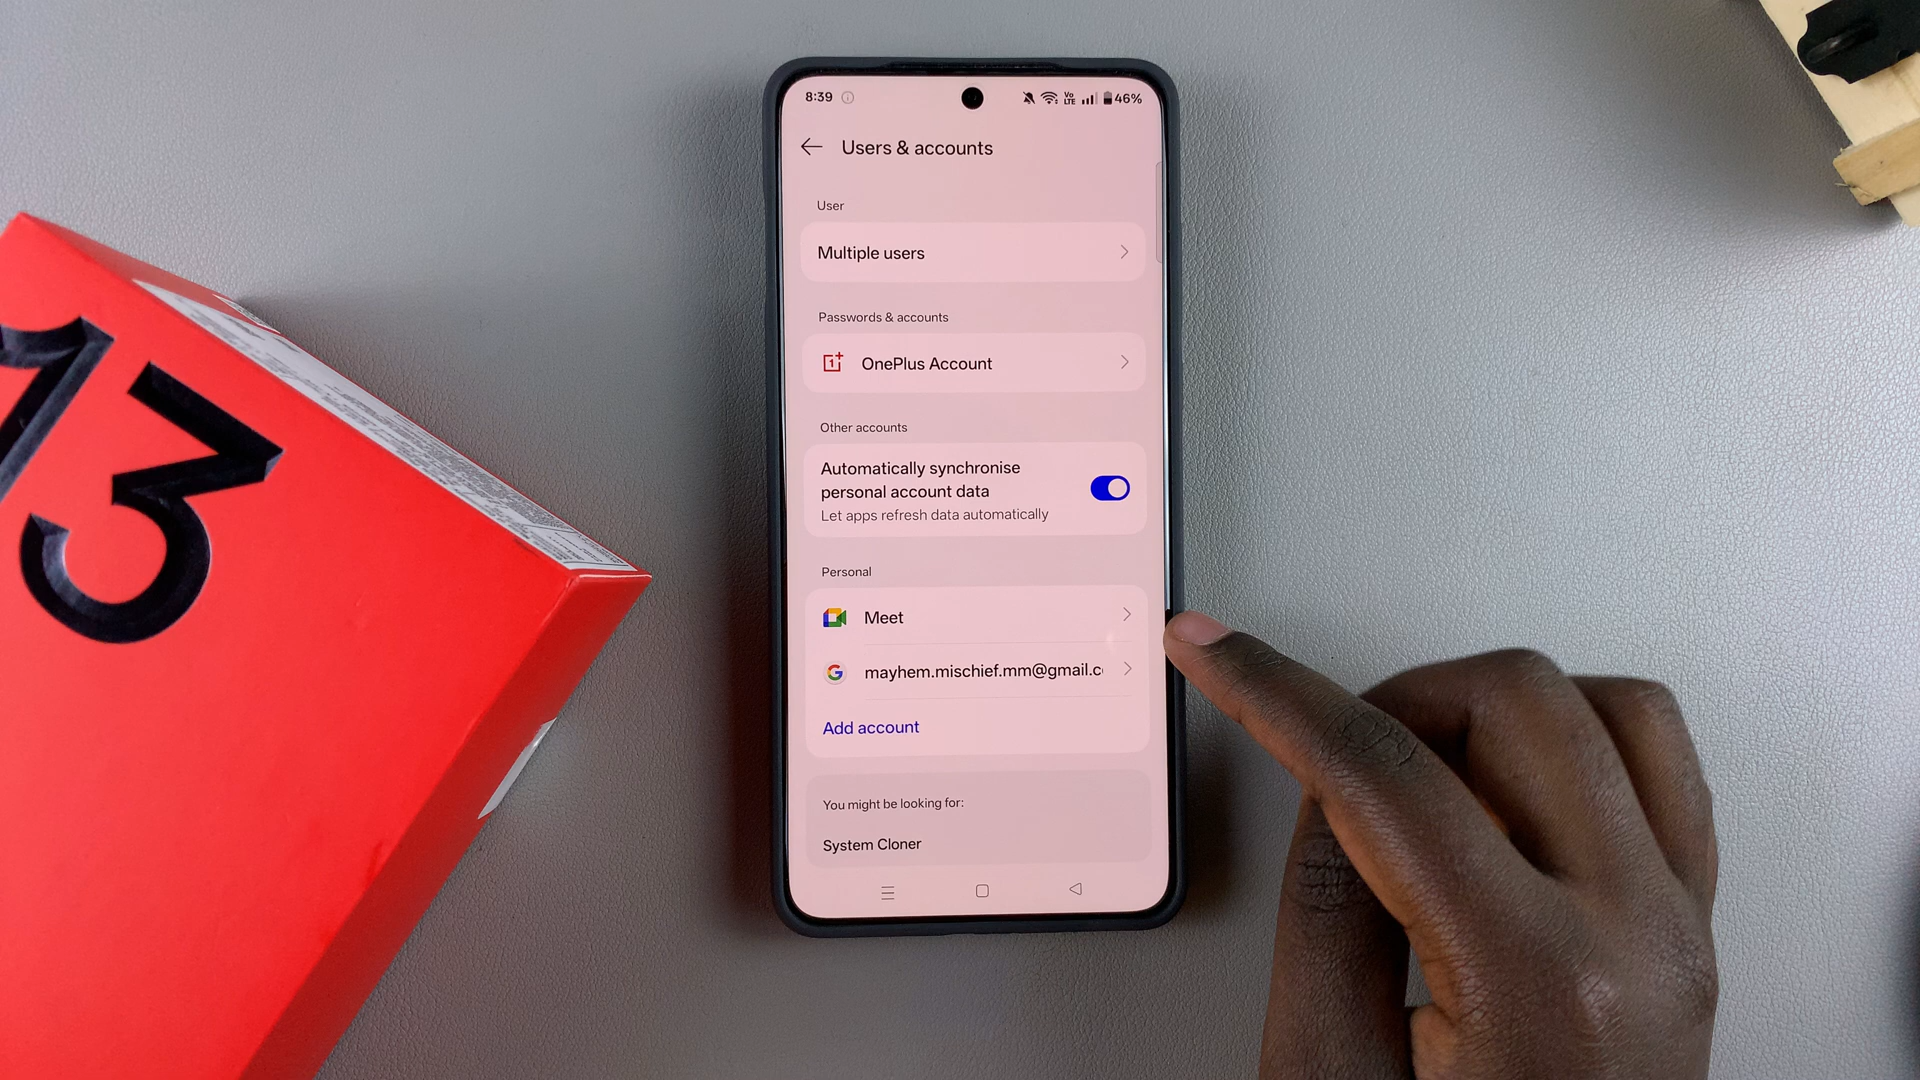 13
8:39
Vo LTE
46%
Users & accounts
User
Multiple users
Passwords & accounts
OnePlus Account
Other accounts
Automatically synchronise
personal account data
Let apps refresh data automatically
Personal
Meet
mayhem.mischief.mm@gmail.c
Add account
You might be looking for:
System Cloner